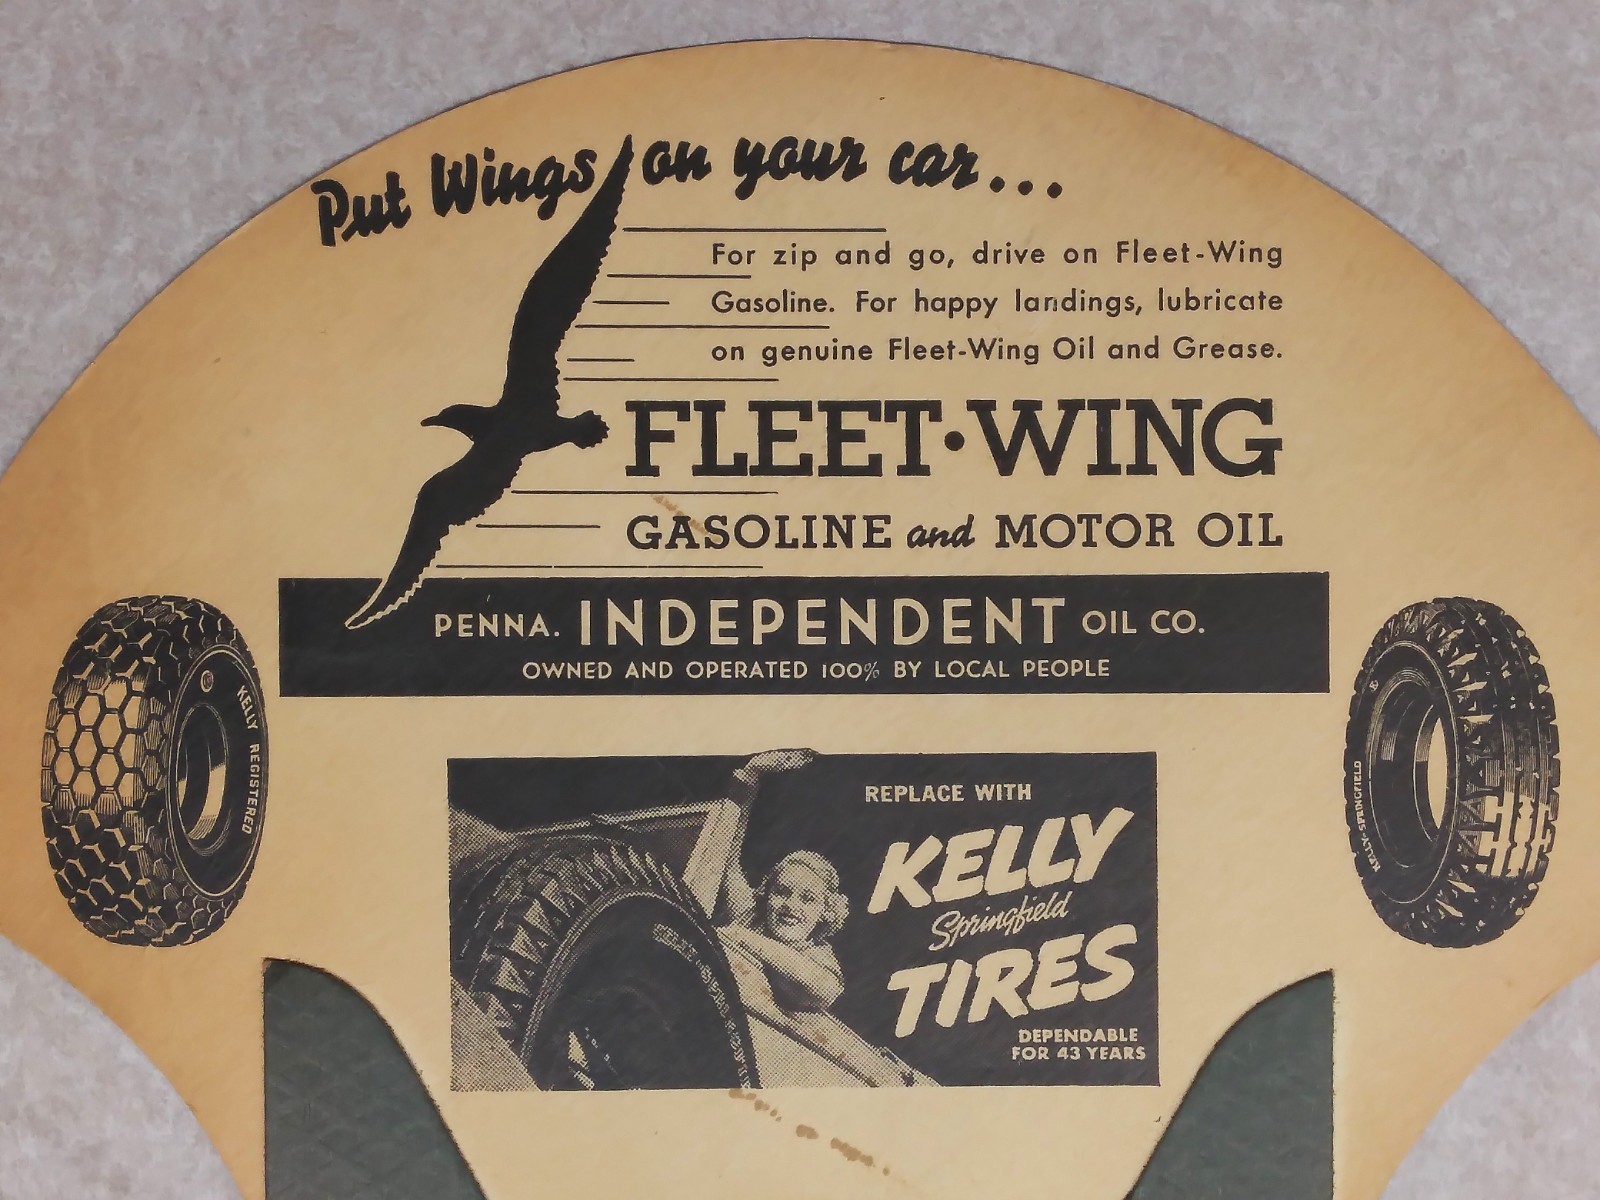 Put Wings on your car...
For zip and go, drive on Fleet-Wing
Gasoline. For happy landings, lubricate
on genuine Fleet-Wing Oil and Grease.
FLEET·WING
GASOLINE and MOTOR OIL
PENNA. INDEPENDENT OIL CO.
OWNED AND OPERATED 100% BY LOCAL PEOPLE
KELLY REGISTERED
KELLY-SPRINGFIELD
REPLACE WITH
KELLY
Springfield
TIRES
DEPENDABLE
FOR 43 YEARS